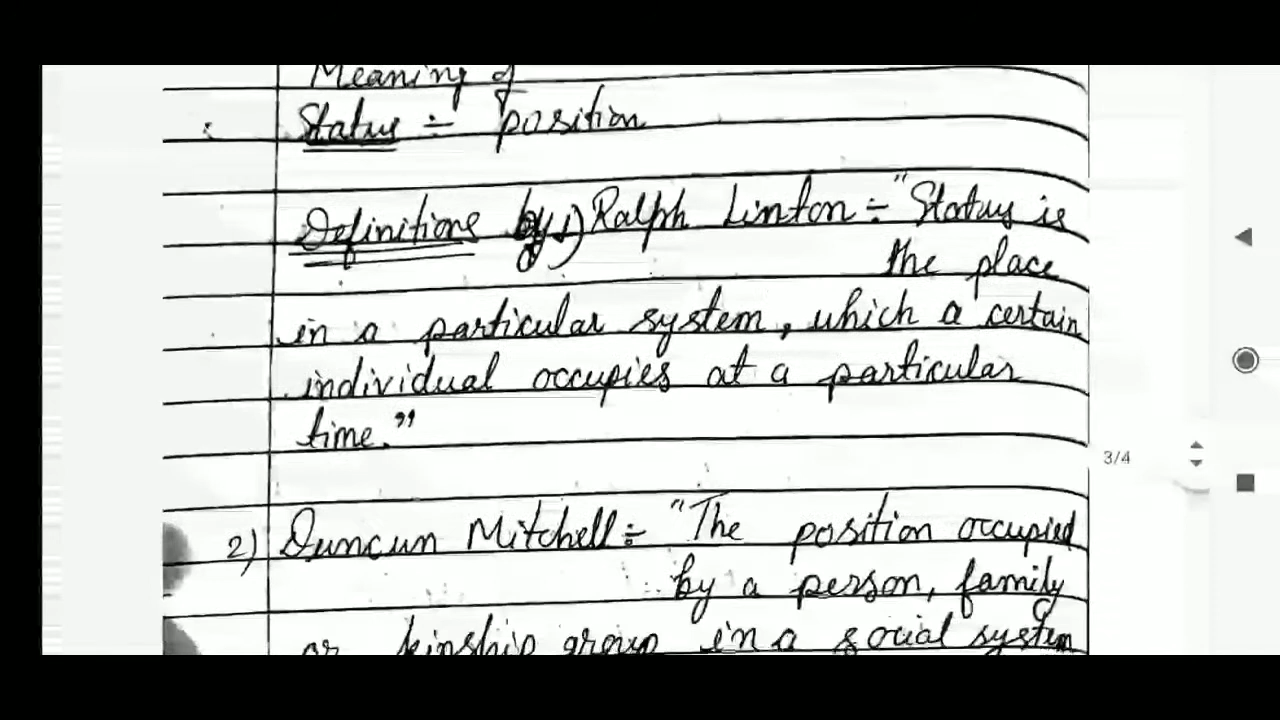 Meaning of
Status ÷ position
Definitions by 1) Ralph Linton ÷ "Status is
the place
in a particular system, which a certain
individual occupies at a particular
time."
3/4
2) Duncun Mitchell ÷ "The position occupied
by a person, family
or kinship group in a social system